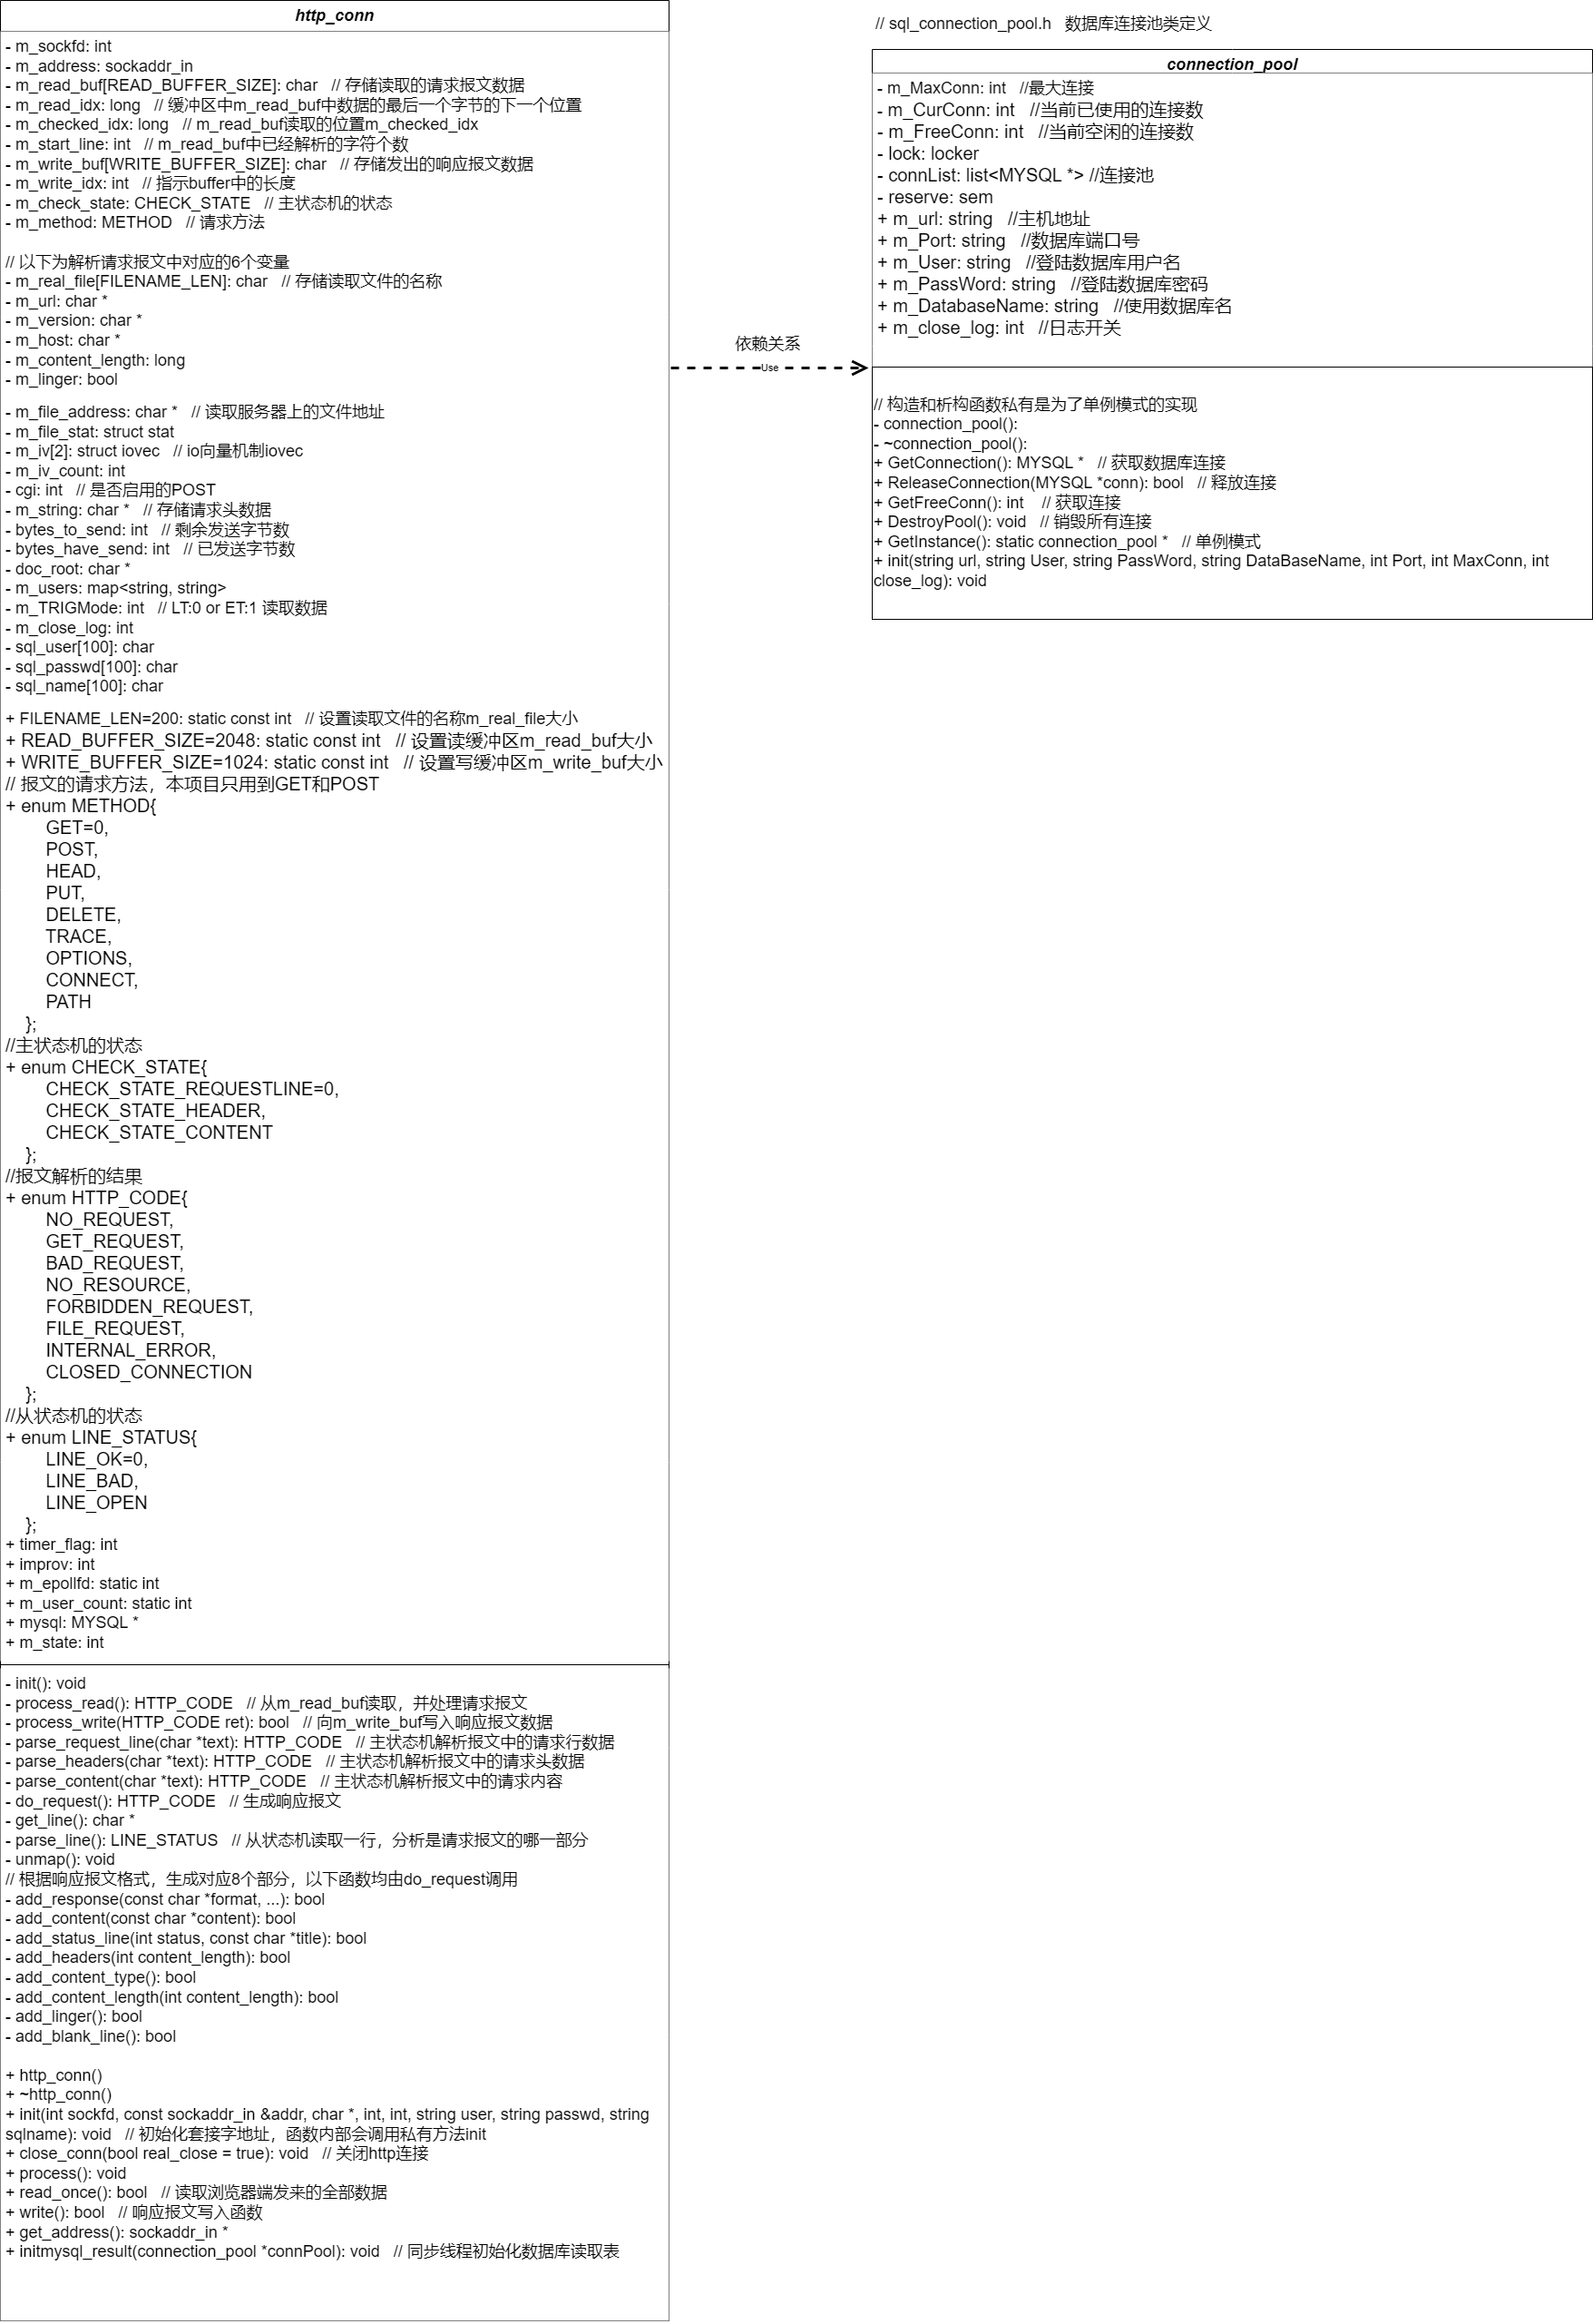 http_conn
- m_sockfd: int
- m_address: sockaddr_in
- m_read_buf[READ_BUFFER_SIZE]: char   // 存储读取的请求报文数据
- m_read_idx: long   // 缓冲区中m_read_buf中数据的最后一个字节的下一个位置
- m_checked_idx: long   // m_read_buf读取的位置m_checked_idx
- m_start_line: int   // m_read_buf中已经解析的字符个数
- m_write_buf[WRITE_BUFFER_SIZE]: char   // 存储发出的响应报文数据
- m_write_idx: int   // 指示buffer中的长度
- m_check_state: CHECK_STATE   // 主状态机的状态
- m_method: METHOD   // 请求方法
// 以下为解析请求报文中对应的6个变量
- m_real_file[FILENAME_LEN]: char   // 存储读取文件的名称
- m_url: char *
- m_version: char *
- m_host: char *
- m_content_length: long
- m_linger: bool
- m_file_address: char *   // 读取服务器上的文件地址
- m_file_stat: struct stat
- m_iv[2]: struct iovec   // io向量机制iovec
- m_iv_count: int
- cgi: int   // 是否启用的POST
- m_string: char *   // 存储请求头数据
- bytes_to_send: int   // 剩余发送字节数
- bytes_have_send: int   // 已发送字节数
- doc_root: char *
- m_users: map<string, string>
- m_TRIGMode: int   // LT:0 or ET:1 读取数据
- m_close_log: int
- sql_user[100]: char
- sql_passwd[100]: char
- sql_name[100]: char
+ FILENAME_LEN=200: static const int   // 设置读取文件的名称m_real_file大小
+ READ_BUFFER_SIZE=2048: static const int   // 设置读缓冲区m_read_buf大小
+ WRITE_BUFFER_SIZE=1024: static const int   // 设置写缓冲区m_write_buf大小
// 报文的请求方法，本项目只用到GET和POST
+ enum METHOD{
GET=0,
POST,
HEAD,
PUT,
DELETE,
TRACE,
OPTIONS,
CONNECT,
PATH
};
//主状态机的状态
+ enum CHECK_STATE{
CHECK_STATE_REQUESTLINE=0,
CHECK_STATE_HEADER,
CHECK_STATE_CONTENT
};
//报文解析的结果
+ enum HTTP_CODE{
NO_REQUEST,
GET_REQUEST,
BAD_REQUEST,
NO_RESOURCE,
FORBIDDEN_REQUEST,
FILE_REQUEST,
INTERNAL_ERROR,
CLOSED_CONNECTION
};
//从状态机的状态
+ enum LINE_STATUS{
LINE_OK=0,
LINE_BAD,
LINE_OPEN
};
+ timer_flag: int
+ improv: int
+ m_epollfd: static int
+ m_user_count: static int
+ mysql: MYSQL *
+ m_state: int
- init(): void
- process_read(): HTTP_CODE   // 从m_read_buf读取，并处理请求报文
- process_write(HTTP_CODE ret): bool   // 向m_write_buf写入响应报文数据
- parse_request_line(char *text): HTTP_CODE   // 主状态机解析报文中的请求行数据
- parse_headers(char *text): HTTP_CODE   // 主状态机解析报文中的请求头数据
- parse_content(char *text): HTTP_CODE   // 主状态机解析报文中的请求内容
- do_request(): HTTP_CODE   // 生成响应报文
- get_line(): char *
- parse_line(): LINE_STATUS   // 从状态机读取一行，分析是请求报文的哪一部分
- unmap(): void
// 根据响应报文格式，生成对应8个部分，以下函数均由do_request调用
- add_response(const char *format, ...): bool
- add_content(const char *content): bool
- add_status_line(int status, const char *title): bool
- add_headers(int content_length): bool
- add_content_type(): bool
- add_content_length(int content_length): bool
- add_linger(): bool
- add_blank_line(): bool
+ http_conn()
+ ~http_conn()
+ init(int sockfd, const sockaddr_in &addr, char *, int, int, string user, string passwd, string
sqlname): void   // 初始化套接字地址，函数内部会调用私有方法init
+ close_conn(bool real_close = true): void   // 关闭http连接
+ process(): void
+ read_once(): bool   // 读取浏览器端发来的全部数据
+ write(): bool   // 响应报文写入函数
+ get_address(): sockaddr_in *
+ initmysql_result(connection_pool *connPool): void   // 同步线程初始化数据库读取表
依赖关系
Use
// sql_connection_pool.h   数据库连接池类定义
connection_pool
- m_MaxConn: int   //最大连接
- m_CurConn: int   //当前已使用的连接数
- m_FreeConn: int   //当前空闲的连接数
- lock: locker
- connList: list<MYSQL *> //连接池
- reserve: sem
+ m_url: string   //主机地址
+ m_Port: string   //数据库端口号
+ m_User: string   //登陆数据库用户名
+ m_PassWord: string   //登陆数据库密码
+ m_DatabaseName: string   //使用数据库名
+ m_close_log: int   //日志开关
// 构造和析构函数私有是为了单例模式的实现
- connection_pool():
- ~connection_pool():
+ GetConnection(): MYSQL *   // 获取数据库连接
+ ReleaseConnection(MYSQL *conn): bool   // 释放连接
+ GetFreeConn(): int    // 获取连接
+ DestroyPool(): void   // 销毁所有连接
+ GetInstance(): static connection_pool *   // 单例模式
+ init(string url, string User, string PassWord, string DataBaseName, int Port, int MaxConn, int
close_log): void